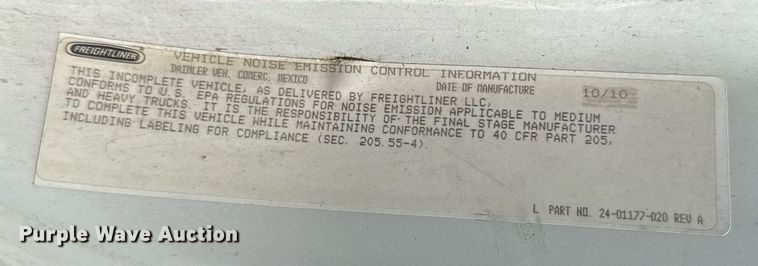 FREIGHTLINER
VEHICLE NOISE EMISSION CONTROL INFORMATION
DAIMLER VEH. COMERC. MEXICO
DATE OF MANUFACTURE 10/10
THIS INCOMPLETE VEHICLE, AS DELIVERED BY FREIGHTLINER LLC,
CONFORMS TO U.S. EPA REGULATIONS FOR NOISE EMISSION APPLICABLE TO MEDIUM
AND HEAVY TRUCKS. IT IS THE RESPONSIBILITY OF THE FINAL STAGE MANUFACTURER
TO COMPLETE THIS VEHICLE WHILE MAINTAINING CONFORMANCE TO 40 CFR PART 205,
INCLUDING LABELING FOR COMPLIANCE (SEC. 205.55-4).
L PART NO. 24-01177-020 REV A
Purple Wave Auction